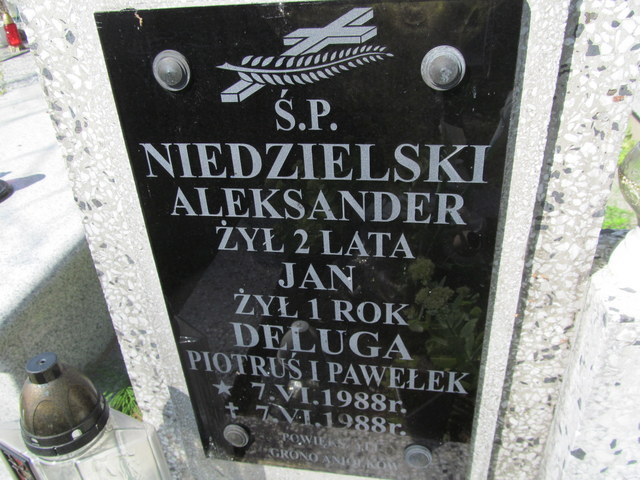 Ś.P.
NIEDZIELSKI
ALEKSANDER
ŻYŁ 2 LATA
JAN
ŻYŁ 1 ROK
DEŁUGA
PIOTRUŚ I PAWEŁEK
★ 7.VI.1988r.
✝ 7.VI.1988r.
GRONO ANIOŁKÓW